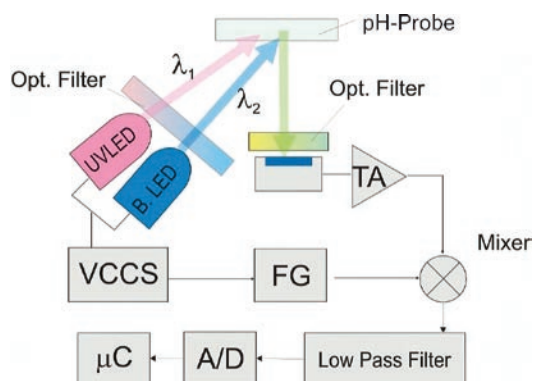 pH-Probe
λ1
Opt. Filter
λ2
Opt. Filter
UVLED
B. LED
TA
Mixer
VCCS
FG
μC
A/D
Low Pass Filter